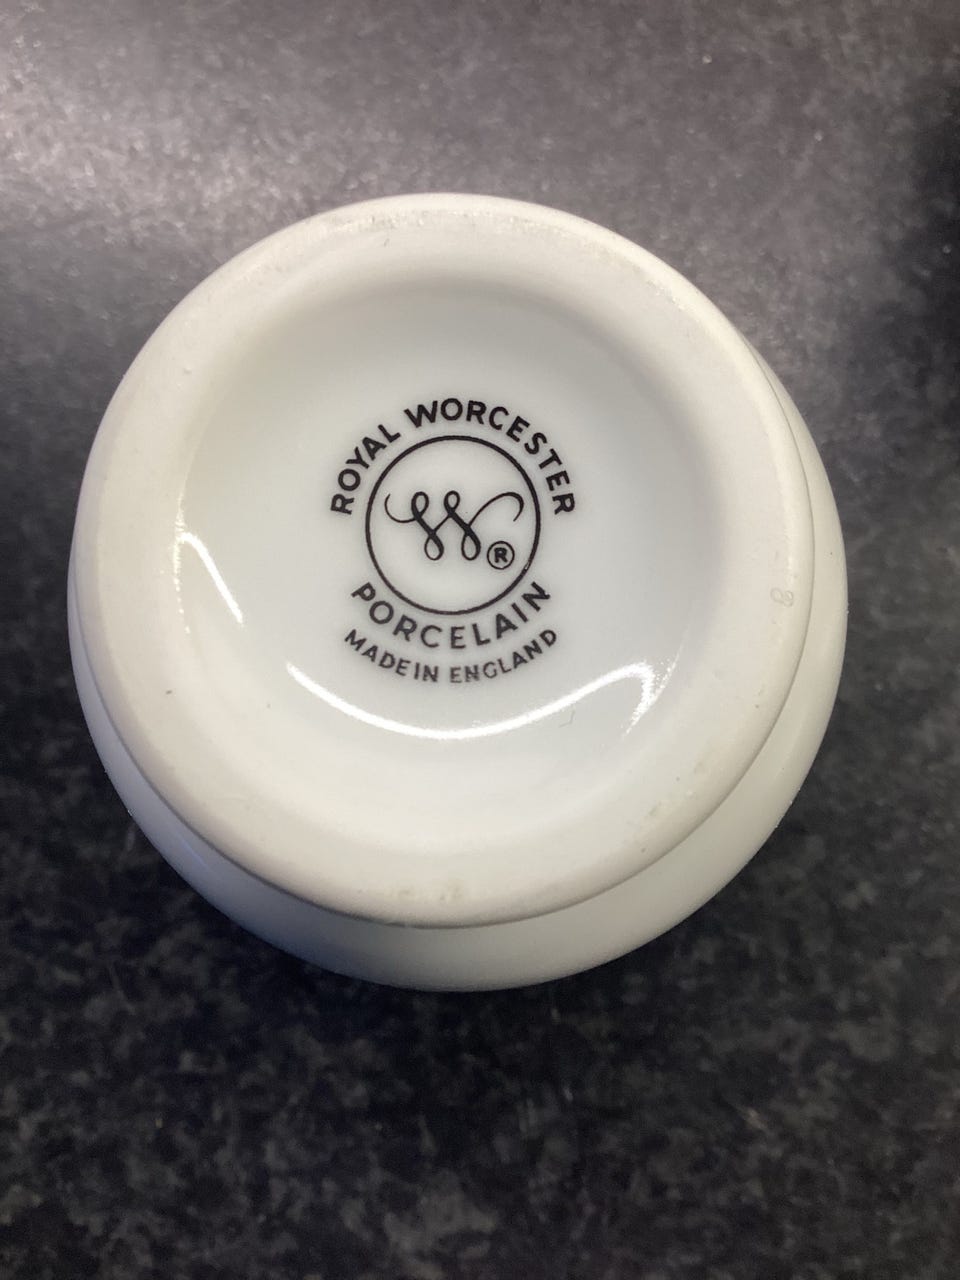 ROYAL WORCESTER
W®
PORCELAIN
MADE IN ENGLAND